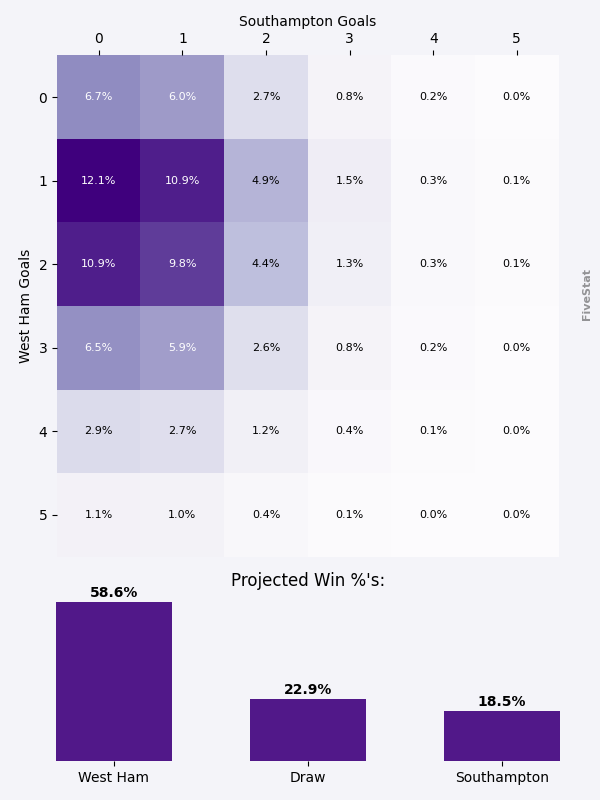 Southampton Goals
0 1 2 3 4 5
0 6.7% 6.0% 2.7% 0.8% 0.2% 0.0%
1 12.1% 10.9% 4.9% 1.5% 0.3% 0.1%
2 10.9% 9.8% 4.4% 1.3% 0.3% 0.1%
3 6.5% 5.9% 2.6% 0.8% 0.2% 0.0%
4 2.9% 2.7% 1.2% 0.4% 0.1% 0.0%
5 1.1% 1.0% 0.4% 0.1% 0.0% 0.0%
West Ham Goals
FiveStat
Projected Win %'s:
58.6% 22.9% 18.5%
West Ham Draw Southampton